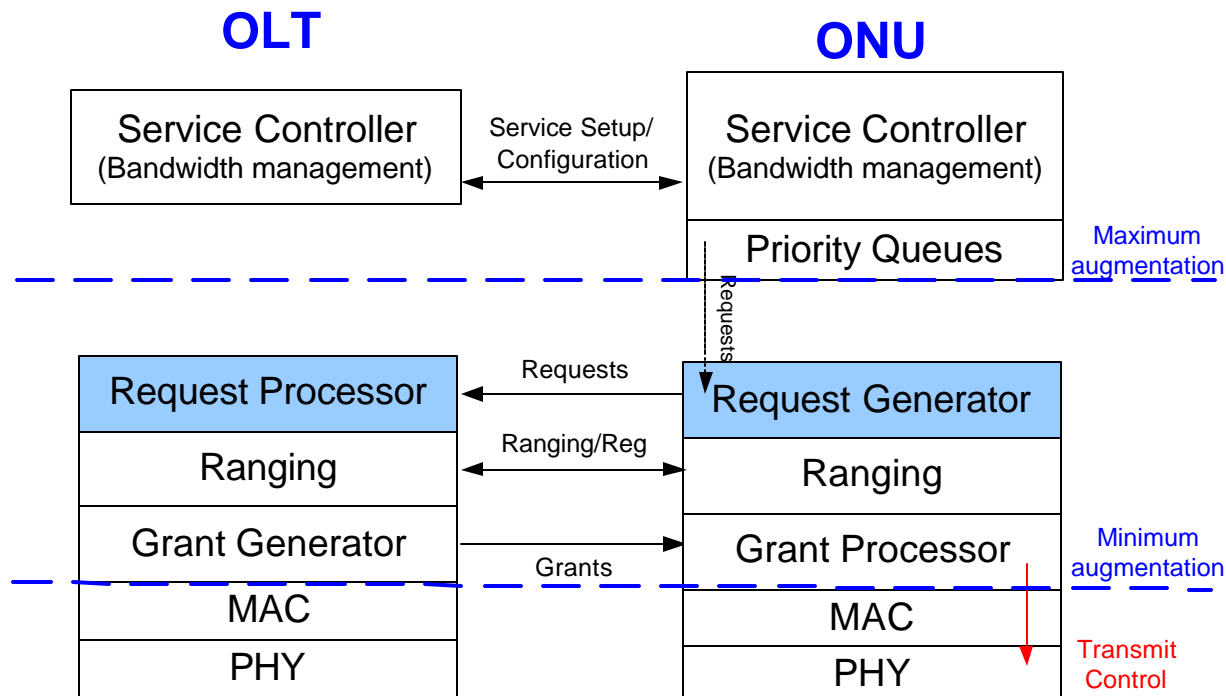 OLT
ONU
Service Controller
(Bandwidth management)
Service Setup/
Configuration
Service Controller
(Bandwidth management)
Priority Queues
Maximum
augmentation
Requests
Request Processor
Requests
Request Generator
Ranging
Ranging/Reg
Ranging
Grant Generator
Grants
Grant Processor
Minimum
augmentation
MAC
MAC
PHY
PHY
Transmit
Control